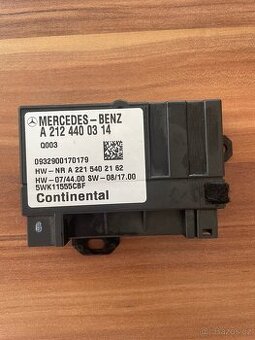 MERCEDES-BENZ
A 212 440 03 14
Q003
0932900170179
HW-NR A 221 540 21 62
HW-07/44.00 SW-08/17.00
5WK11555CBF
Continental